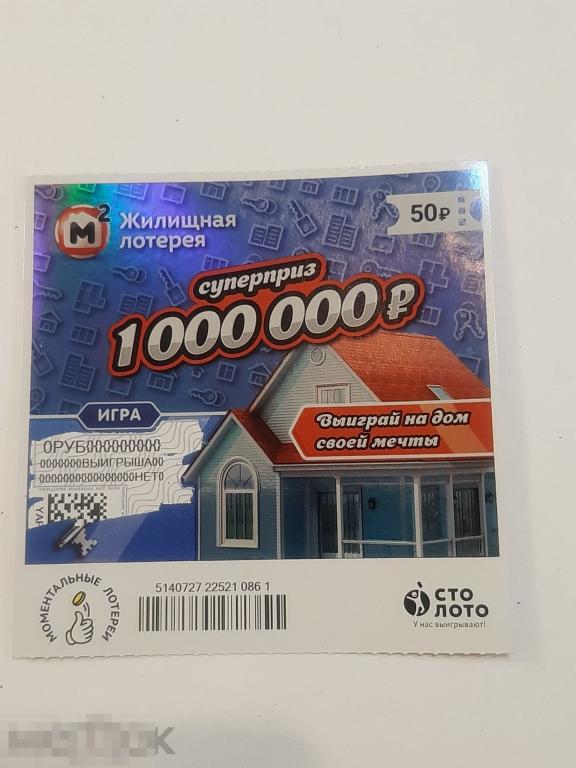 М²
Жилищная
лотерея
50₽
суперприз
1 000 000 ₽
ИГРА
Выиграй на дом
своей мечты
0РУБ000000000
0000000ВЫИГРЫША00
000000000000000НЕТ0
МОМЕНТАЛЬНЫЕ ЛОТЕРЕИ
5140727 22521 086 1
СТО
ЛОТО
У нас выигрывают!